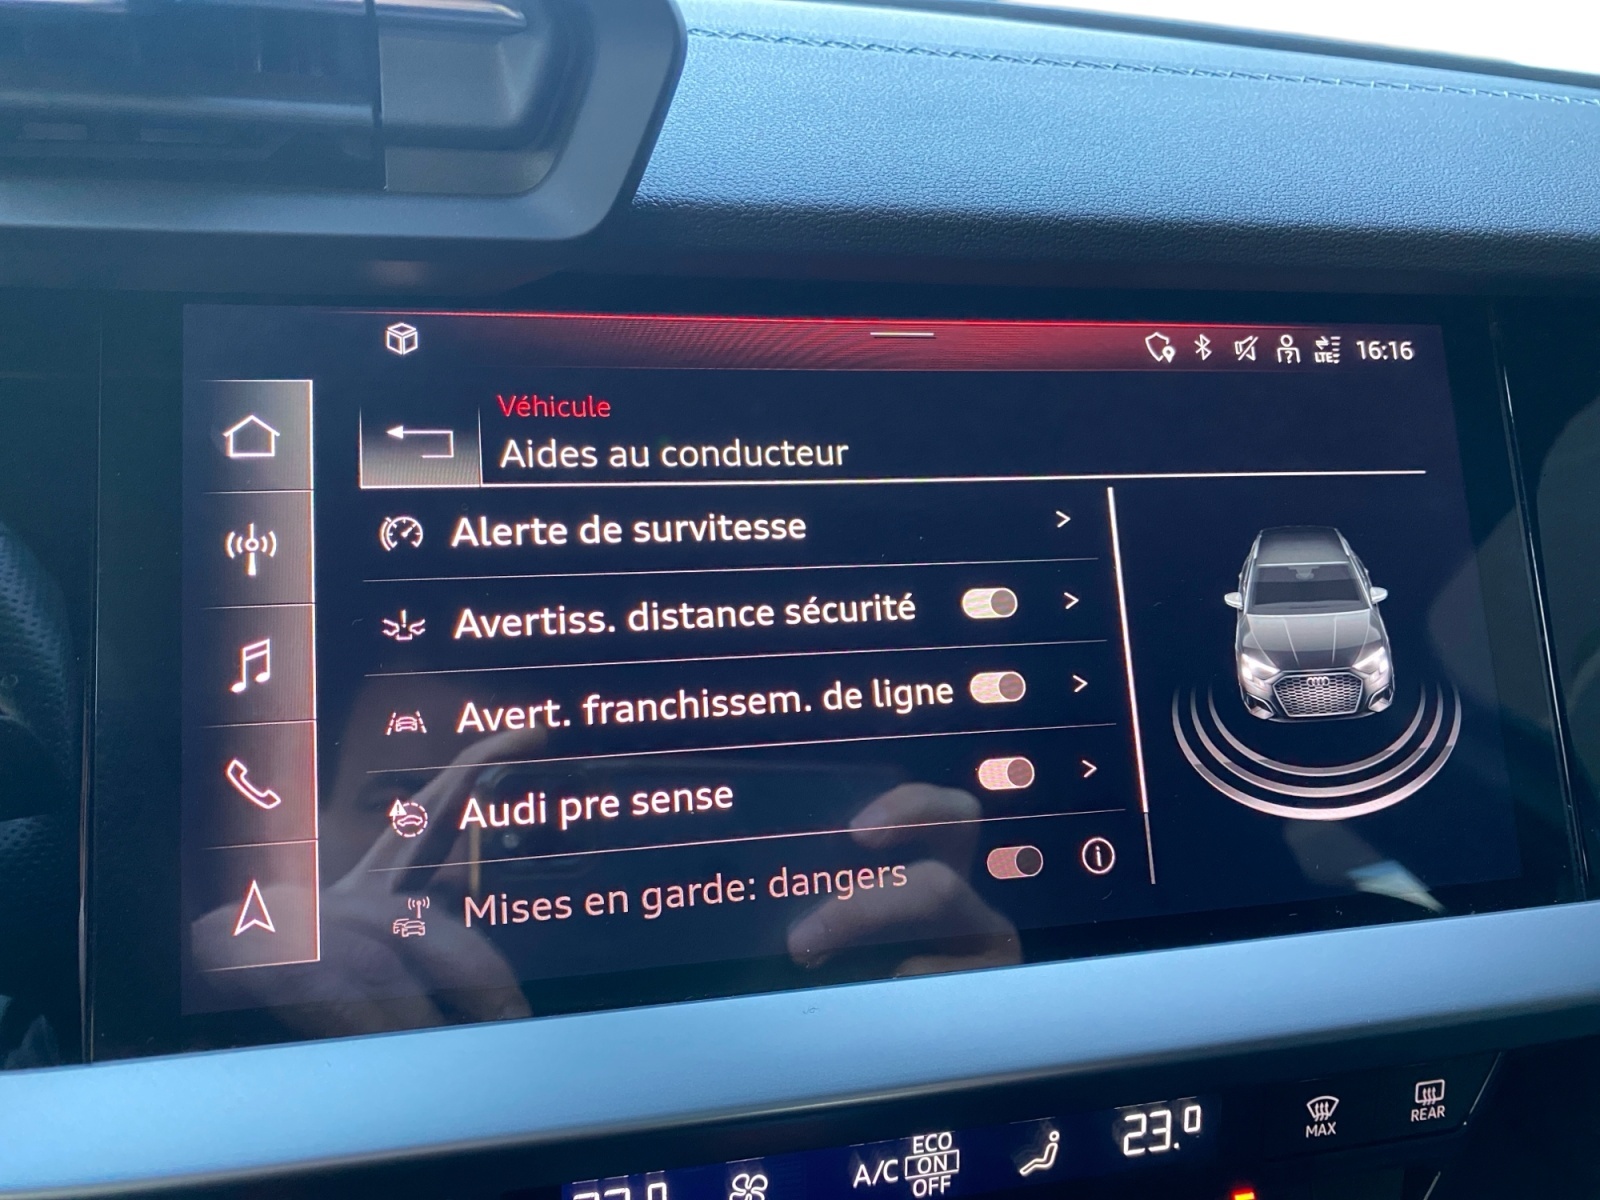 LTE 16:16
Véhicule
Aides au conducteur
Alerte de survitesse
Avertiss. distance sécurité
Avert. franchissem. de ligne
Audi pre sense
Mises en garde: dangers
A/C ECO
ON
OFF
23.0
MAX
REAR